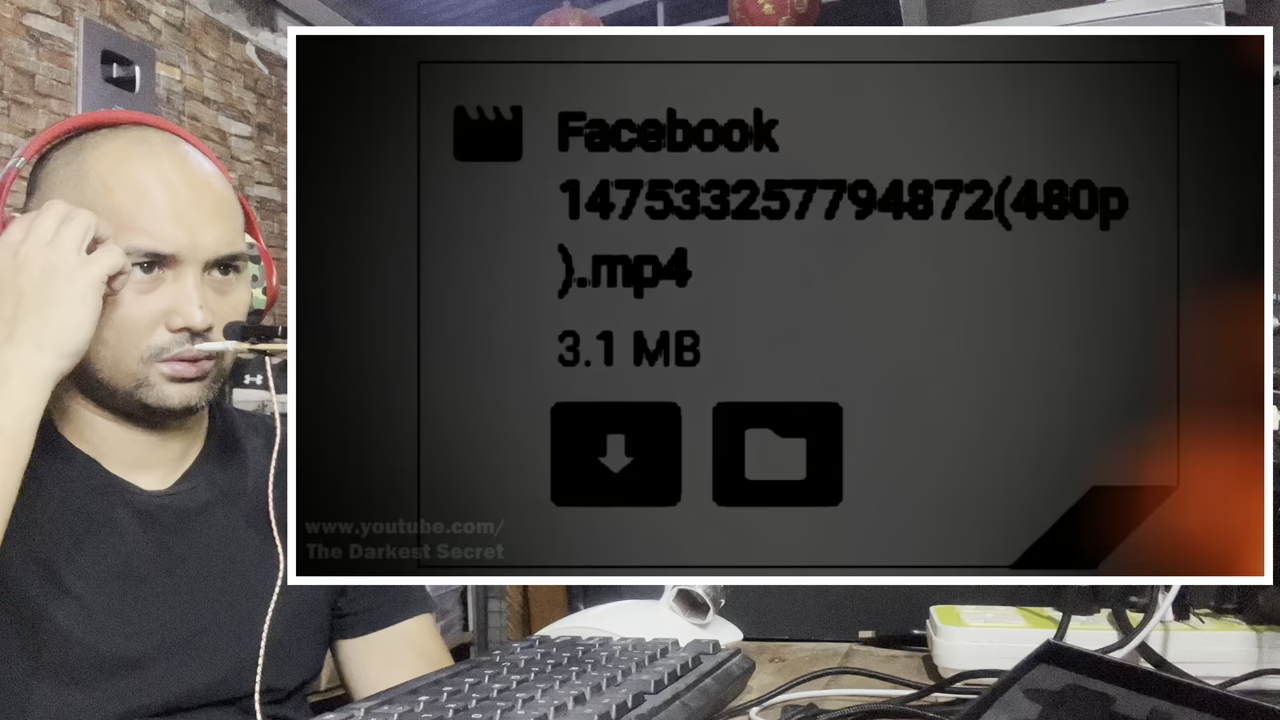 Facebook
147533257794872(480p
).mp4
3.1 MB
www.youtube.com/
The Darkest Secret